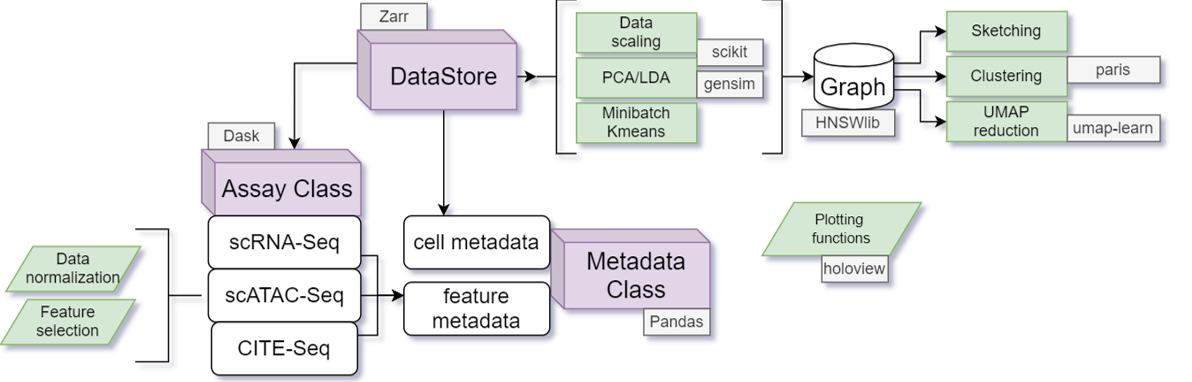 Zarr
DataStore
Data
scaling
scikit
PCA/LDA
gensim
Minibatch
Kmeans
Graph
HNSWlib
Sketching
Clustering
paris
UMAP
reduction
umap-learn
Dask
Assay Class
scRNA-Seq
scATAC-Seq
CITE-Seq
Data
normalization
Feature
selection
cell metadata
feature
metadata
Metadata
Class
Pandas
Plotting
functions
holoview